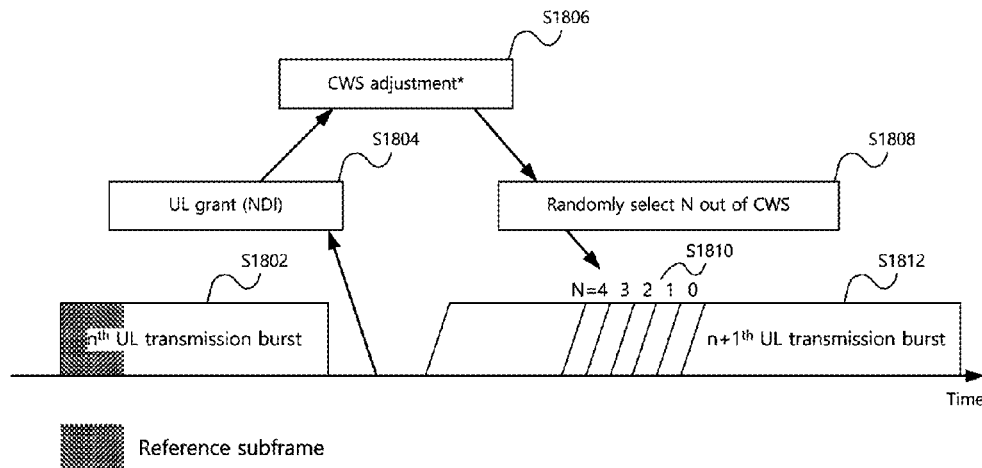 S1806
CWS adjustment*
S1804
S1808
UL grant (NDI)
Randomly select N out of CWS
S1802
S1810
S1812
N=4 3 2 1 0
nth UL transmission burst
n+1th UL transmission burst
Time
Reference subframe